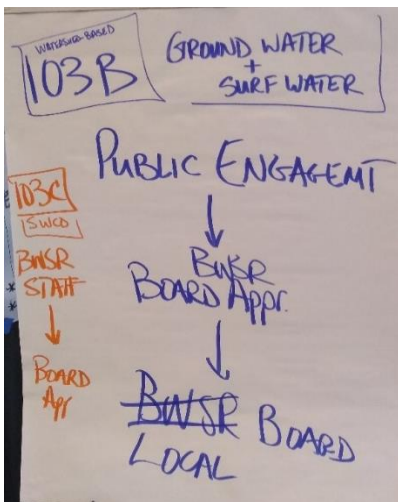 WATERSHED-BASED
103B
GROUND WATER
+
SURF WATER
PUBLIC ENGAGEMT
BWSR
BOARD Appr.
BWSR BOARD
LOCAL
103C
SWCD
BWSR
STAFF
BOARD
Apr